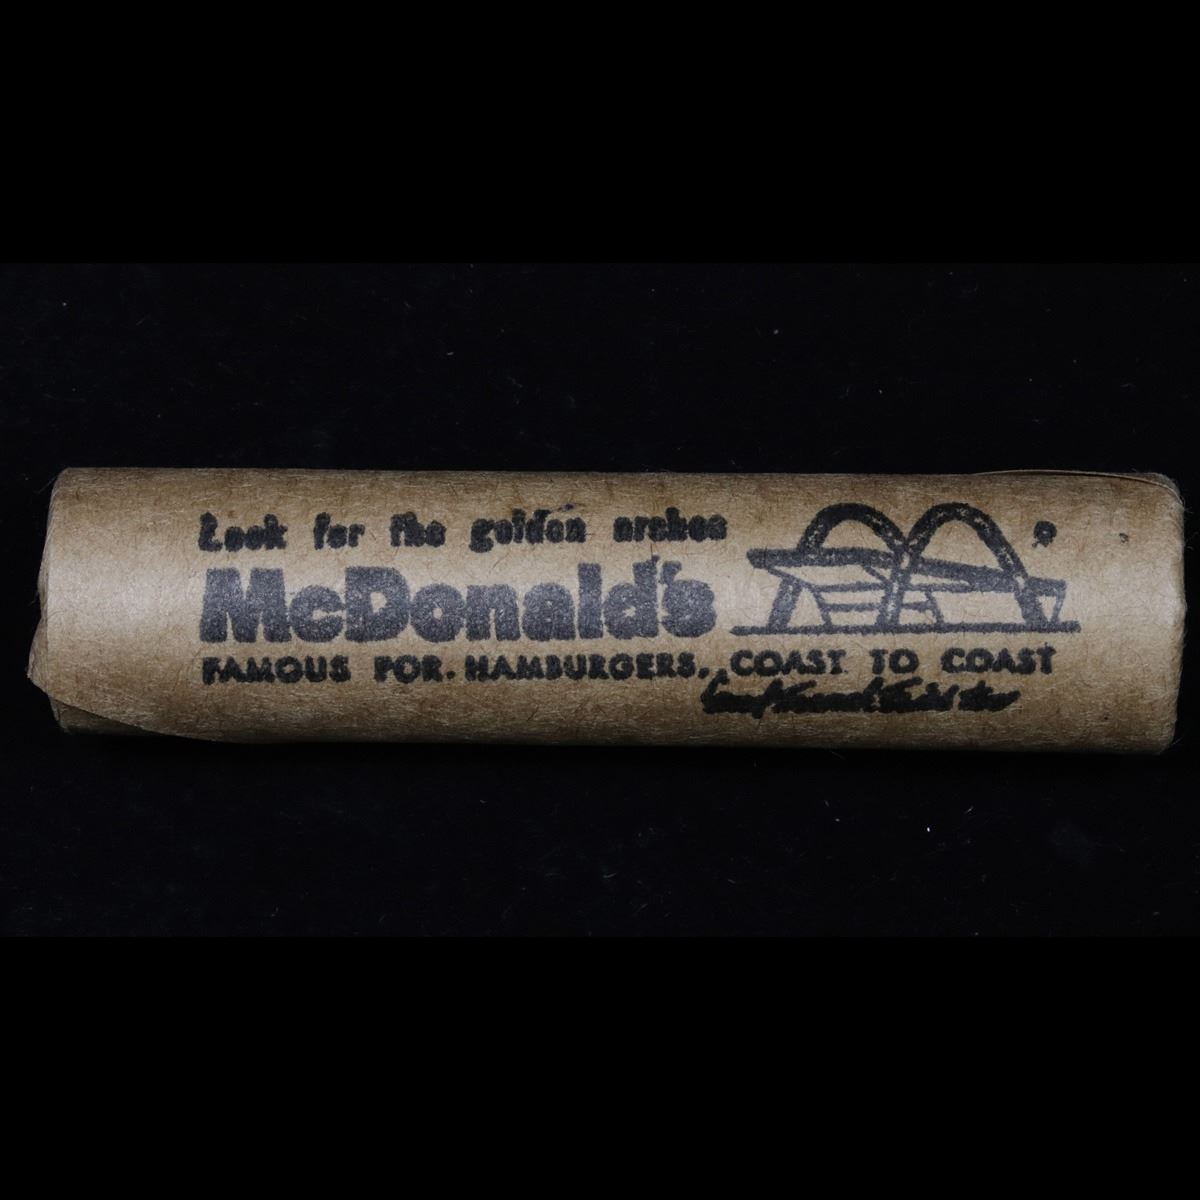 Look for the golden arches
McDonald's
FAMOUS FOR. HAMBURGERS, COAST TO COAST